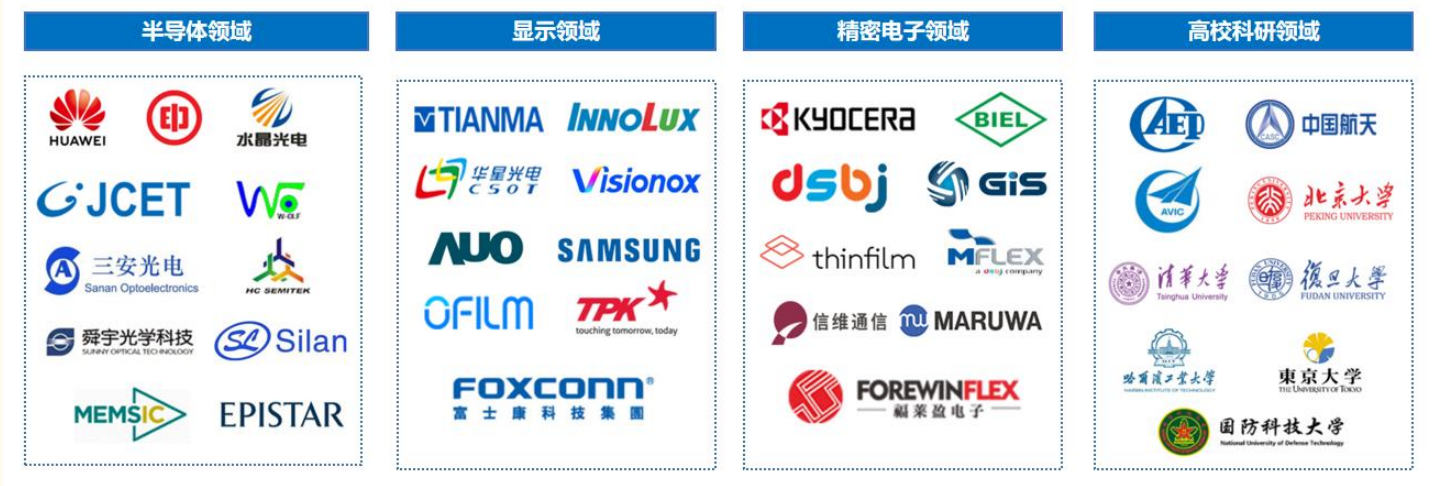 半导体领域
显示领域
精密电子领域
高校科研领域
HUAWEI
印
水晶光电
JCET
W-OLF
三安光电
Sanan Optoelectronics
HC SEMITEK
舜宇光学科技
SUNNY OPTICAL TECHNOLOGY
SL Silan
MEMSIC
EPISTAR
TIANMA
INNOLUX
华星光电
CSOT
Visionox
AUO
SAMSUNG
OFILM
TPK
touching tomorrow, today
FOXCONN®
富士康科技集团
KYOCERA
BIEL
dsbj
GiS
thinfilm
MFLEX
a dsbj company
信维通信
mu MARUWA
FOREWINFLEX
福莱盈电子
CAEP
CASC
中国航天
AVIC
北京大学
PEKING UNIVERSITY
清華大学
Tsinghua University
復旦大學
FUDAN UNIVERSITY
哈爾濱工業大學
HARBIN INSTITUTE OF TECHNOLOGY
東京大学
THE UNIVERSITY OF TOKYO
国防科技大学
National University of Defense Technology